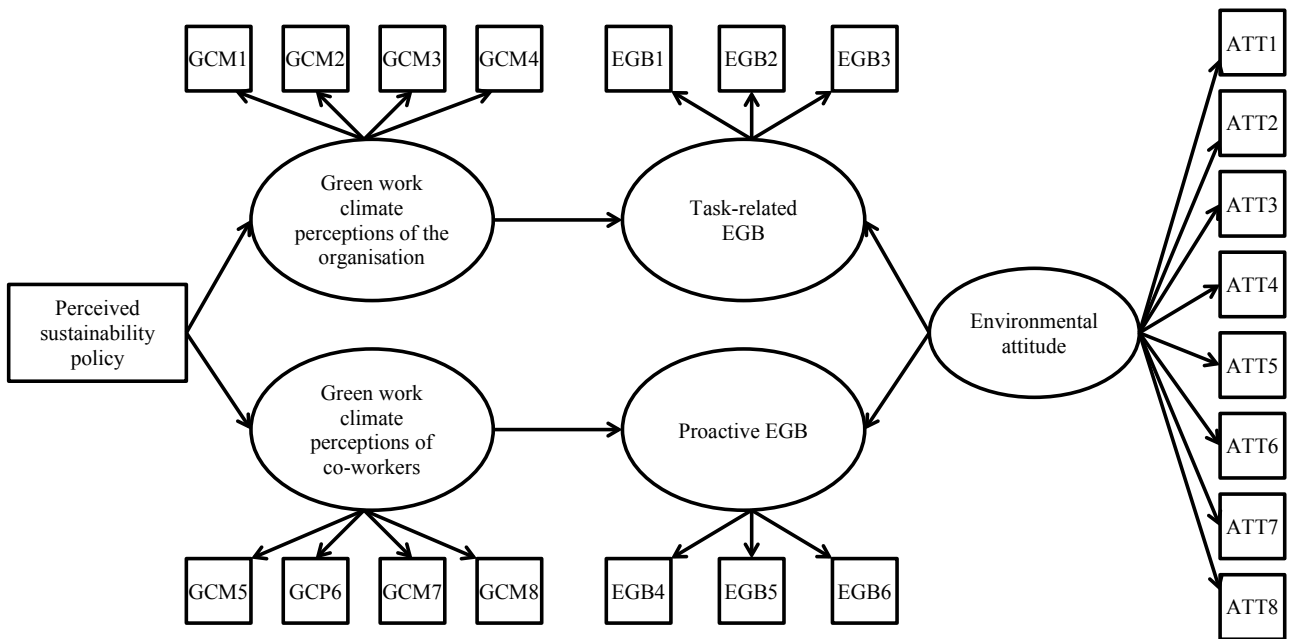 GCM1
GCM2
GCM3
GCM4
EGB1
EGB2
EGB3
ATT1
ATT2
ATT3
ATT4
ATT5
ATT6
ATT7
ATT8
Green work
climate
perceptions of the
organisation
Task-related
EGB
Perceived
sustainability
policy
Environmental
attitude
Green work
climate
perceptions of
co-workers
Proactive EGB
GCM5
GCP6
GCM7
GCM8
EGB4
EGB5
EGB6